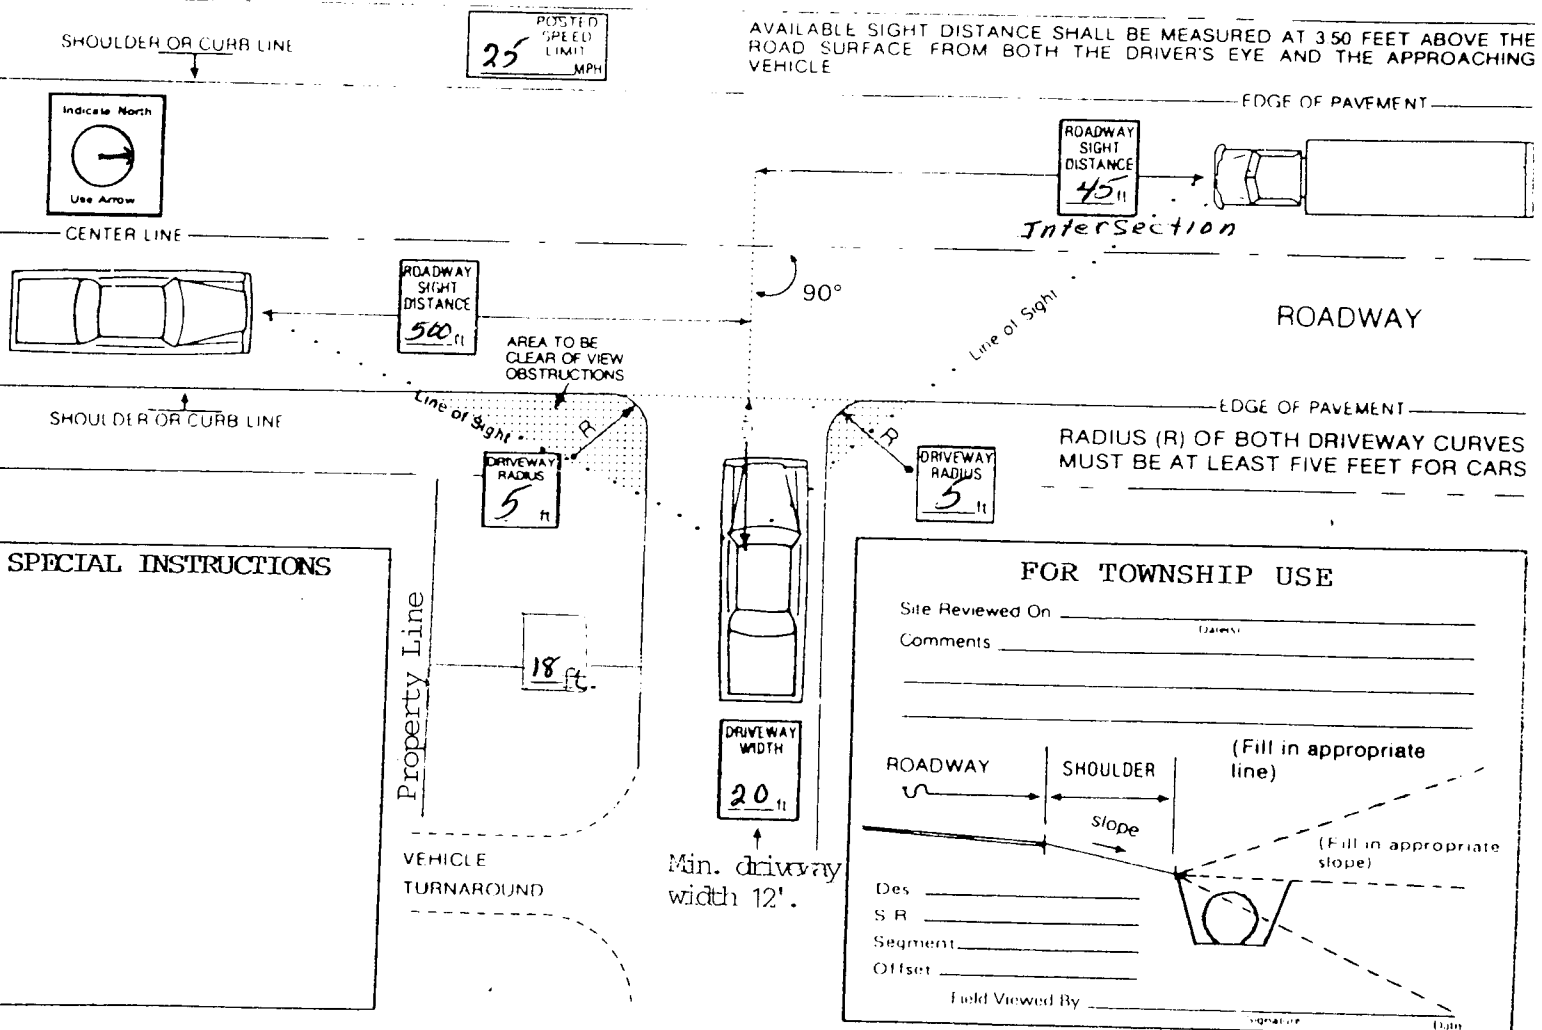 SHOULDER OR CURB LINE
POSTED
SPEED
LIMIT
25 MPH
AVAILABLE SIGHT DISTANCE SHALL BE MEASURED AT 3.50 FEET ABOVE THE
ROAD SURFACE FROM BOTH THE DRIVER'S EYE AND THE APPROACHING
VEHICLE
EDGE OF PAVEMENT
Indicate North
Use Arrow
ROADWAY
SIGHT
DISTANCE
45 ft
Intersection
CENTER LINE
ROADWAY
SIGHT
DISTANCE
500 ft
90°
Line of Sight
ROADWAY
AREA TO BE
CLEAR OF VIEW
OBSTRUCTIONS
SHOULDER OR CURB LINE
Line of Sight
R
R
EDGE OF PAVEMENT
RADIUS (R) OF BOTH DRIVEWAY CURVES
MUST BE AT LEAST FIVE FEET FOR CARS
DRIVEWAY
RADIUS
5 ft
DRIVEWAY
RADIUS
5 ft
SPECIAL INSTRUCTIONS
Property Line
18 ft.
DRIVEWAY
WIDTH
20 ft
Min. driveway
width 12'.
VEHICLE
TURNAROUND
FOR TOWNSHIP USE
Site Reviewed On
Date(s)
Comments
ROADWAY
SHOULDER
slope
(Fill in appropriate
line)
(Fill in appropriate
slope)
Des
S R
Segment
Offset
Field Viewed By
Signature
Date